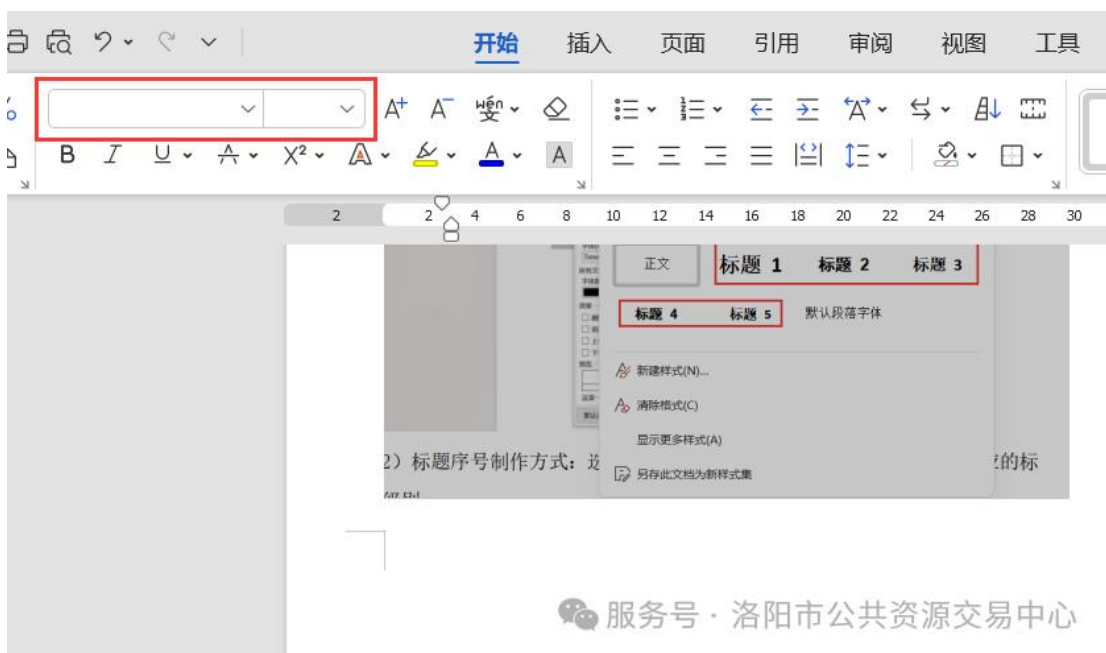 开始 插入 页面 引用 审阅 视图 工具
A+ A- wén 变
B I U A X² A A A
2 2 4 6 8 10 12 14 16 18 20 22 24 26 28 30
正文 标题 1 标题 2 标题 3
标题 4 标题 5 默认段落字体
新建样式(N)...
清除格式(C)
显示更多样式(A)
2）标题序号制作方式： 的标
另存此文档为新样式集
服务号 · 洛阳市公共资源交易中心